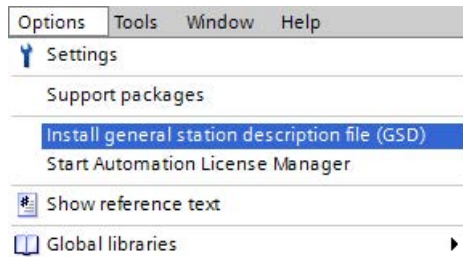 Options Tools Window Help
Settings
Support packages
Install general station description file (GSD)
Start Automation License Manager
Show reference text
Global libraries